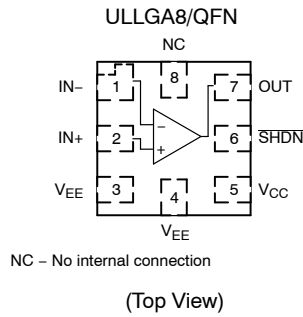 ULLGA8/QFN
NC
IN− 1 8 7 OUT
IN+ 2 − + 6 SHDN
VEE 3 4 5 VCC
VEE
NC − No internal connection
(Top View)